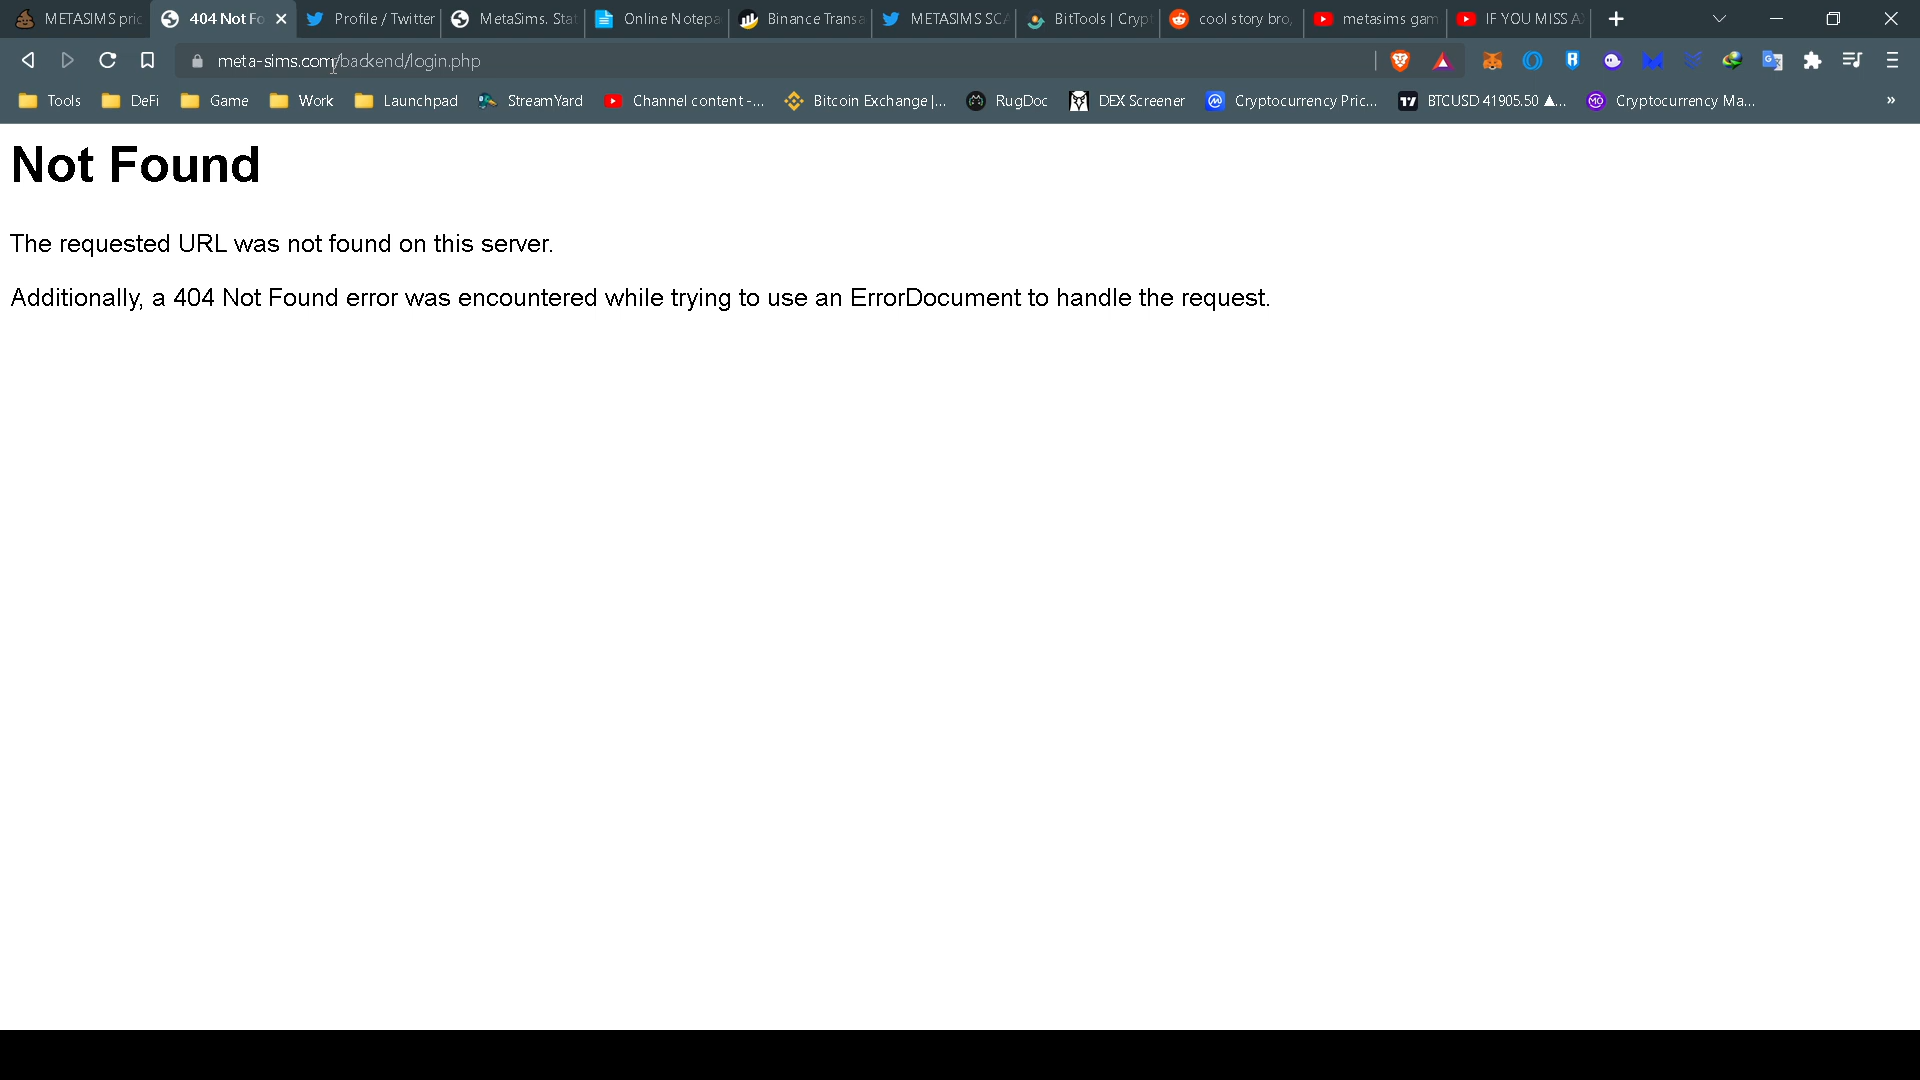 METASIMS pric
404 Not Fo
Profile / Twitter
MetaSims. Stat
Online Notepa
Binance Transa
METASIMS SCA
BitTools | Crypt
cool story bro,
metasims gam
IF YOU MISS A
meta-sims.com/backend/login.php
Tools
DeFi
Game
Work
Launchpad
StreamYard
Channel content -...
Bitcoin Exchange |...
RugDoc
DEX Screener
Cryptocurrency Pric...
BTCUSD 41905.50 ▲...
Cryptocurrency Ma...
»
Not Found
The requested URL was not found on this server.
Additionally, a 404 Not Found error was encountered while trying to use an ErrorDocument to handle the request.